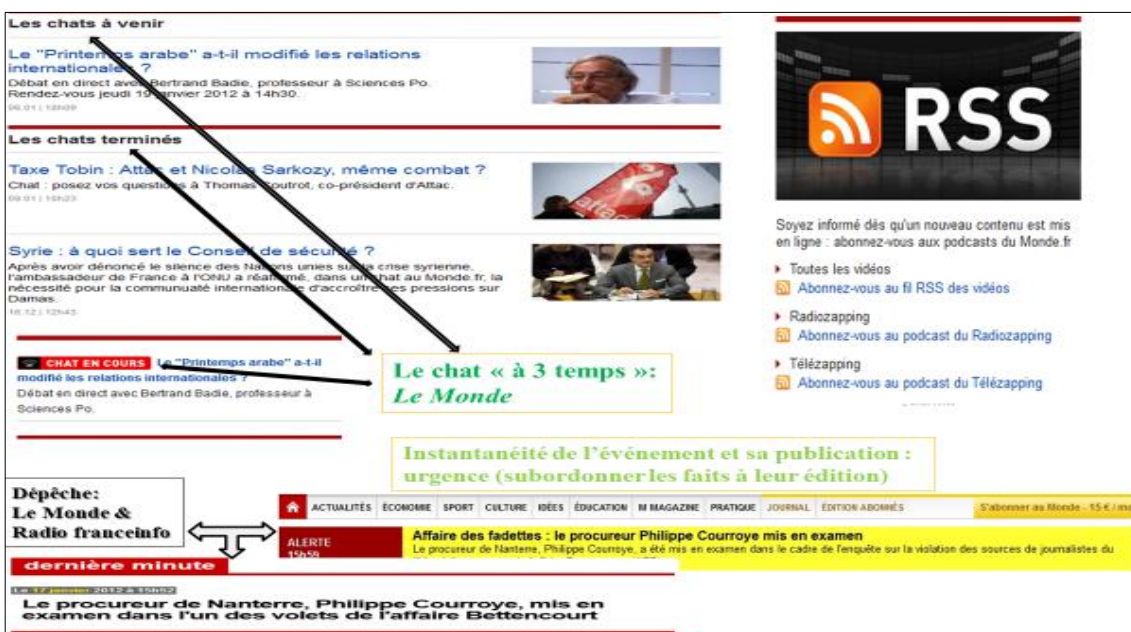 Les chats à venir
Le "Printemps arabe" a-t-il modifié les relations
internationales ?
Débat en direct avec Bertrand Badie, professeur à Sciences Po.
Rendez-vous jeudi 19 janvier 2012 à 14h30.
Les chats terminés
Taxe Tobin : Attac et Nicolas Sarkozy, même combat ?
Chat : posez vos questions à Thomas Coutrot, co-président d'Attac.
attac
Syrie : à quoi sert le Conseil de sécurité ?
Après avoir dénoncé le silence des Nations unies sur la crise syrienne,
l'ambassadeur de France à l'ONU a réaffirmé, dans un chat au Monde.fr, la
nécessité pour la communauté internationale d'accroître ses pressions sur
Damas.
CHAT EN COURS Le "Printemps arabe" a-t-il
modifié les relations internationales ?
Débat en direct avec Bertrand Badie, professeur à
Sciences Po.
RSS
Soyez informé dès qu'un nouveau contenu est mis
en ligne : abonnez-vous aux podcasts du Monde.fr
Toutes les vidéos
Abonnez-vous au fil RSS des vidéos
Radiozapping
Abonnez-vous au podcast du Radiozapping
Télézapping
Abonnez-vous au podcast du Télézapping
Le chat « à 3 temps »:
Le Monde
Instantanéité de l'événement et sa publication :
urgence (subordonner les faits à leur édition)
Dépêche:
Le Monde &
Radio franceinfo
ACTUALITÉS ÉCONOMIE SPORT CULTURE IDÉES ÉDUCATION M MAGAZINE PRATIQUE JOURNAL ÉDITION ABONNÉS S'abonner au Monde - 15 € /
ALERTE
15h59
Affaire des fadettes : le procureur Philippe Courroye mis en examen
Le procureur de Nanterre, Philippe Courroye, a été mis en examen dans le cadre de l'enquête sur la violation des sources de journalistes du
dernière minute
Le 17 janvier 2012 à 15h52
Le procureur de Nanterre, Philippe Courroye, mis en
examen dans l'un des volets de l'affaire Bettencourt